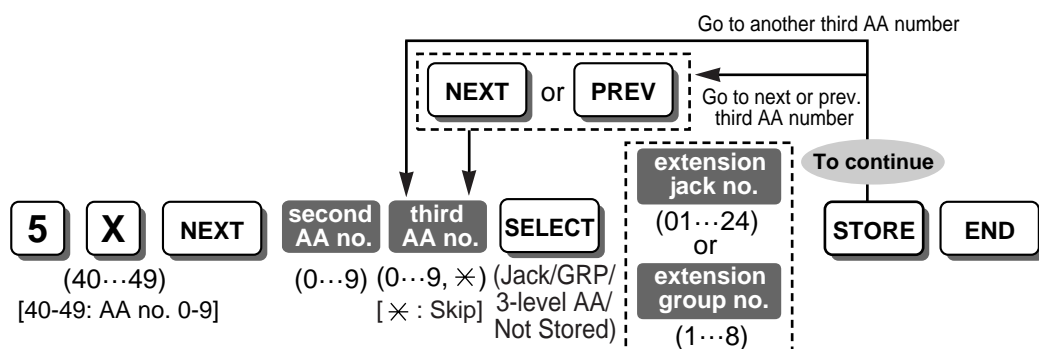 Go to another third AA number
NEXT or PREV
Go to next or prev.
third AA number
To continue
5 X NEXT
(40···49)
[40-49: AA no. 0-9]
second
AA no.
(0···9)
third
AA no.
(0···9, ✳)
[ ✳ : Skip]
SELECT
(Jack/GRP/
3-level AA/
Not Stored)
extension
jack no.
(01···24)
or
extension
group no.
(1···8)
STORE END